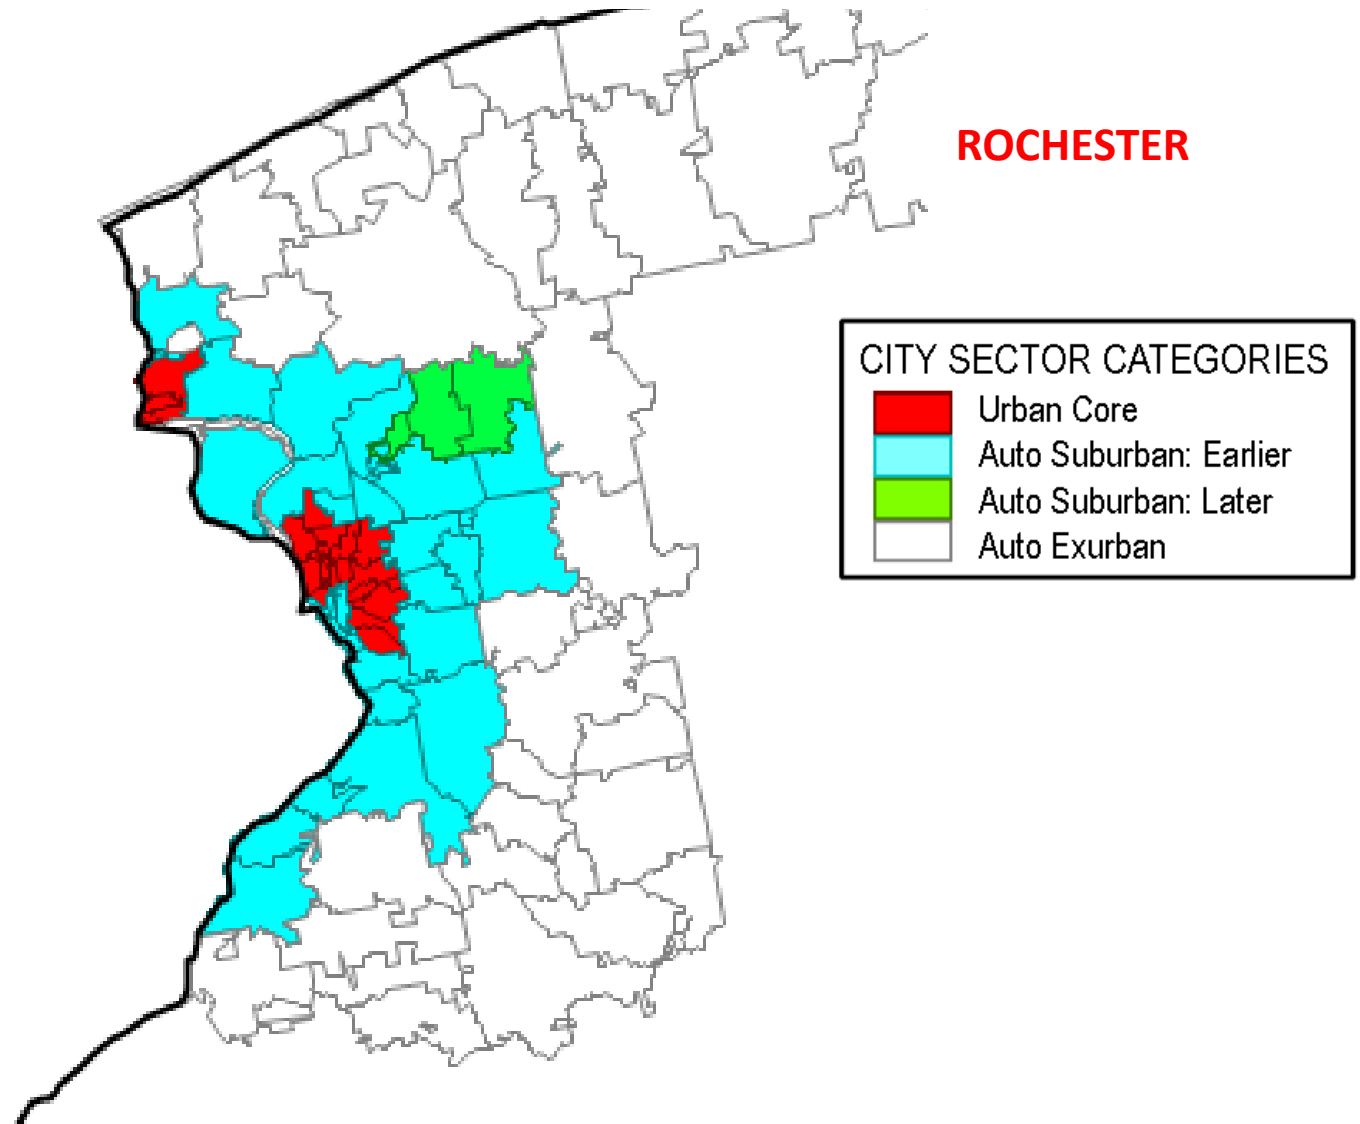 ROCHESTER
CITY SECTOR CATEGORIES
Urban Core
Auto Suburban: Earlier
Auto Suburban: Later
Auto Exurban